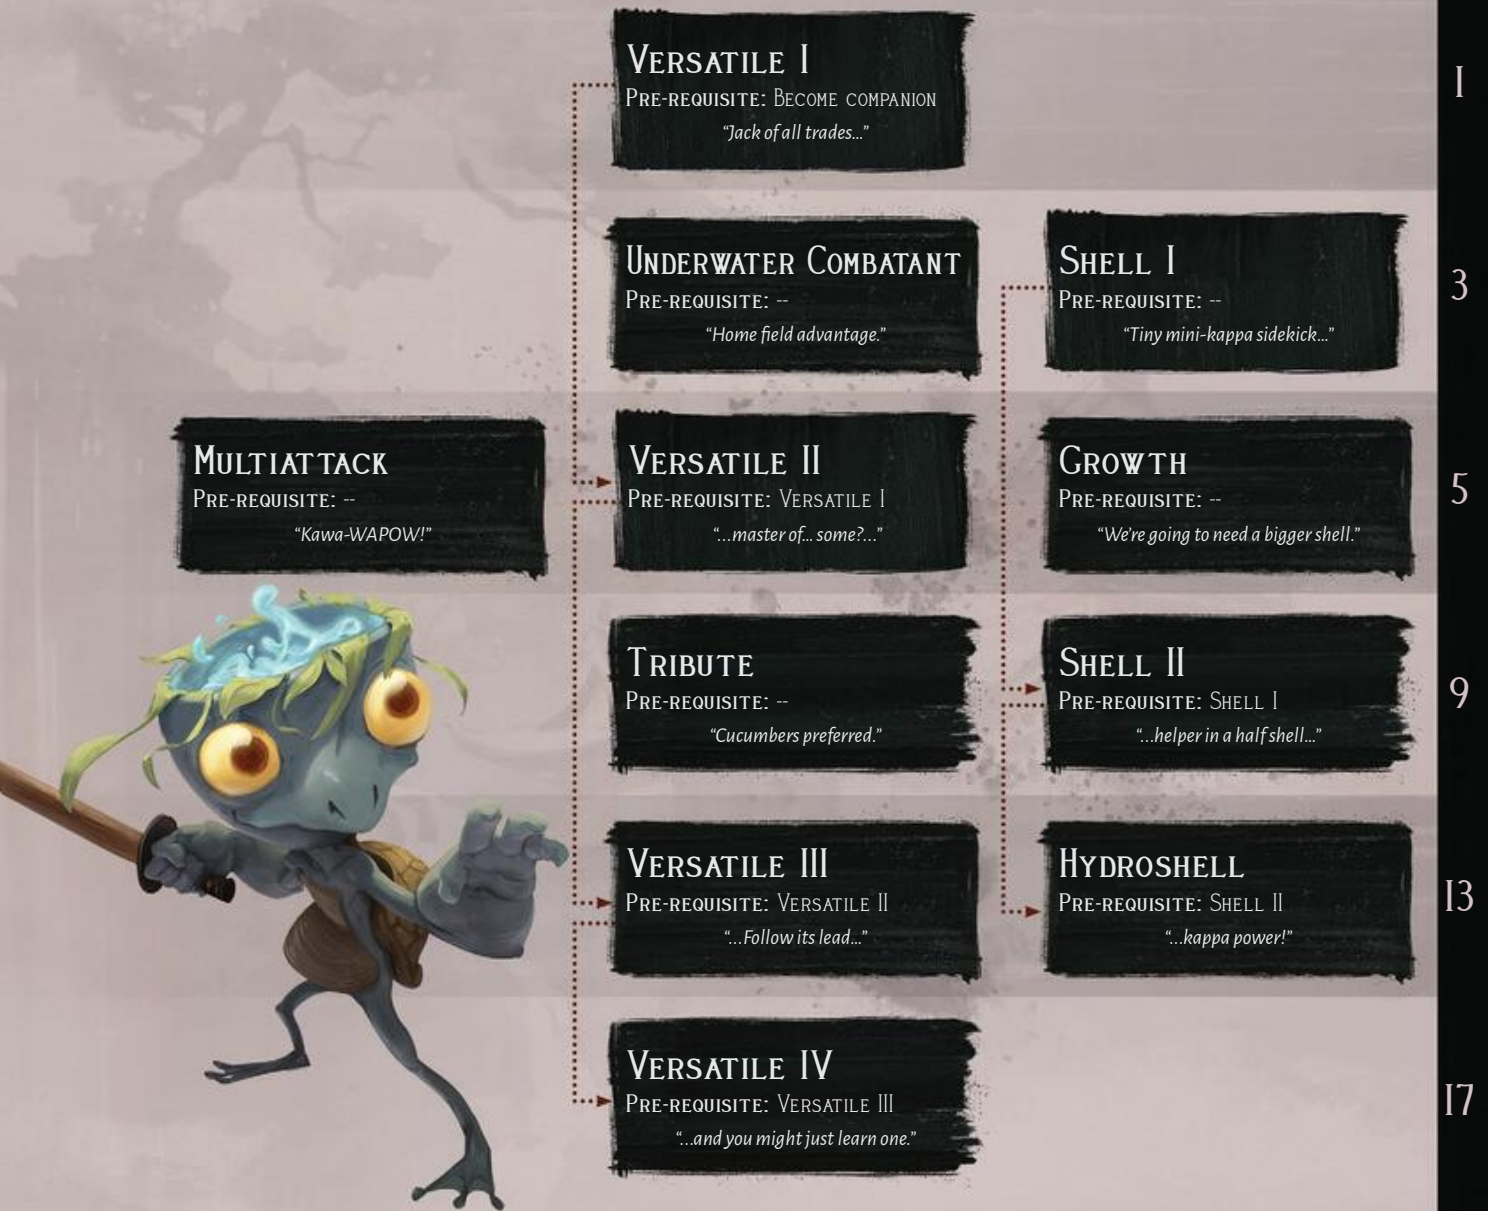 Versatile I
Pre-requisite: Become companion
“Jack of all trades...”
I
Underwater Combatant
Pre-requisite: --
“Home field advantage.”
Shell I
Pre-requisite: --
“Tiny mini-kappa sidekick...”
3
Multiattack
Pre-requisite: --
“Kawa-WAPOW!”
Versatile II
Pre-requisite: Versatile I
“...master of... some?...”
Growth
Pre-requisite: --
“We’re going to need a bigger shell.”
5
Tribute
Pre-requisite: --
“Cucumbers preferred.”
Shell II
Pre-requisite: Shell I
“...helper in a half shell...”
9
Versatile III
Pre-requisite: Versatile II
“...Follow its lead...”
Hydroshell
Pre-requisite: Shell II
“...kappa power!”
13
Versatile IV
Pre-requisite: Versatile III
“...and you might just learn one.”
17